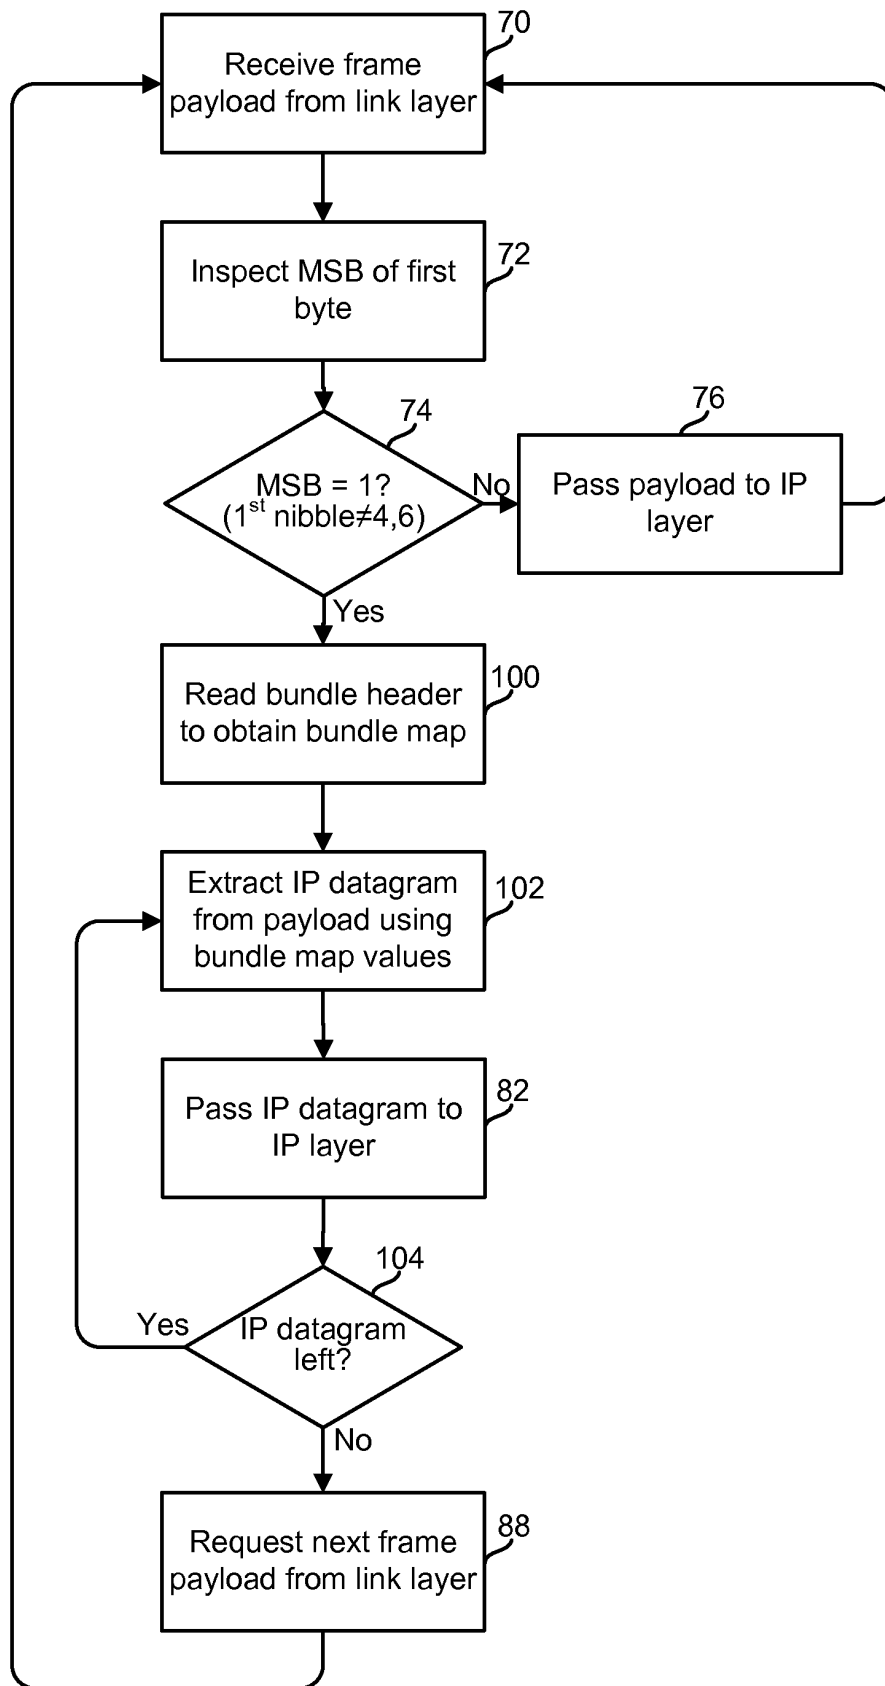 70
Receive frame
payload from link layer
72
Inspect MSB of first
byte
74
76
MSB = 1?
(1st nibble≠4,6)
No
Pass payload to IP
layer
Yes
100
Read bundle header
to obtain bundle map
102
Extract IP datagram
from payload using
bundle map values
82
Pass IP datagram to
IP layer
104
Yes
IP datagram
left?
No
88
Request next frame
payload from link layer